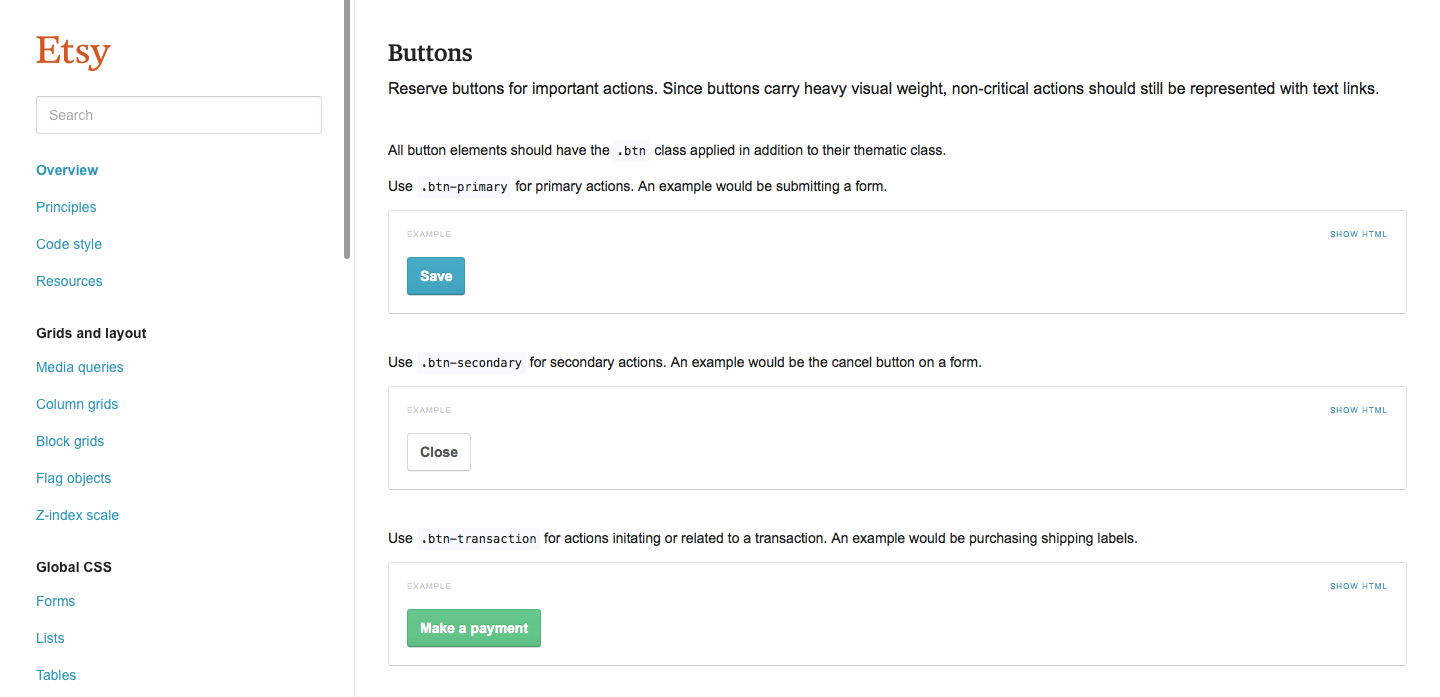 Etsy
Search
Overview
Principles
Code style
Resources
Grids and layout
Media queries
Column grids
Block grids
Flag objects
Z-index scale
Global CSS
Forms
Lists
Tables
Buttons
Reserve buttons for important actions. Since buttons carry heavy visual weight, non-critical actions should still be represented with text links.
All button elements should have the .btn class applied in addition to their thematic class.
Use .btn-primary for primary actions. An example would be submitting a form.
EXAMPLE
SHOW HTML
Save
Use .btn-secondary for secondary actions. An example would be the cancel button on a form.
EXAMPLE
SHOW HTML
Close
Use .btn-transaction for actions initating or related to a transaction. An example would be purchasing shipping labels.
EXAMPLE
SHOW HTML
Make a payment